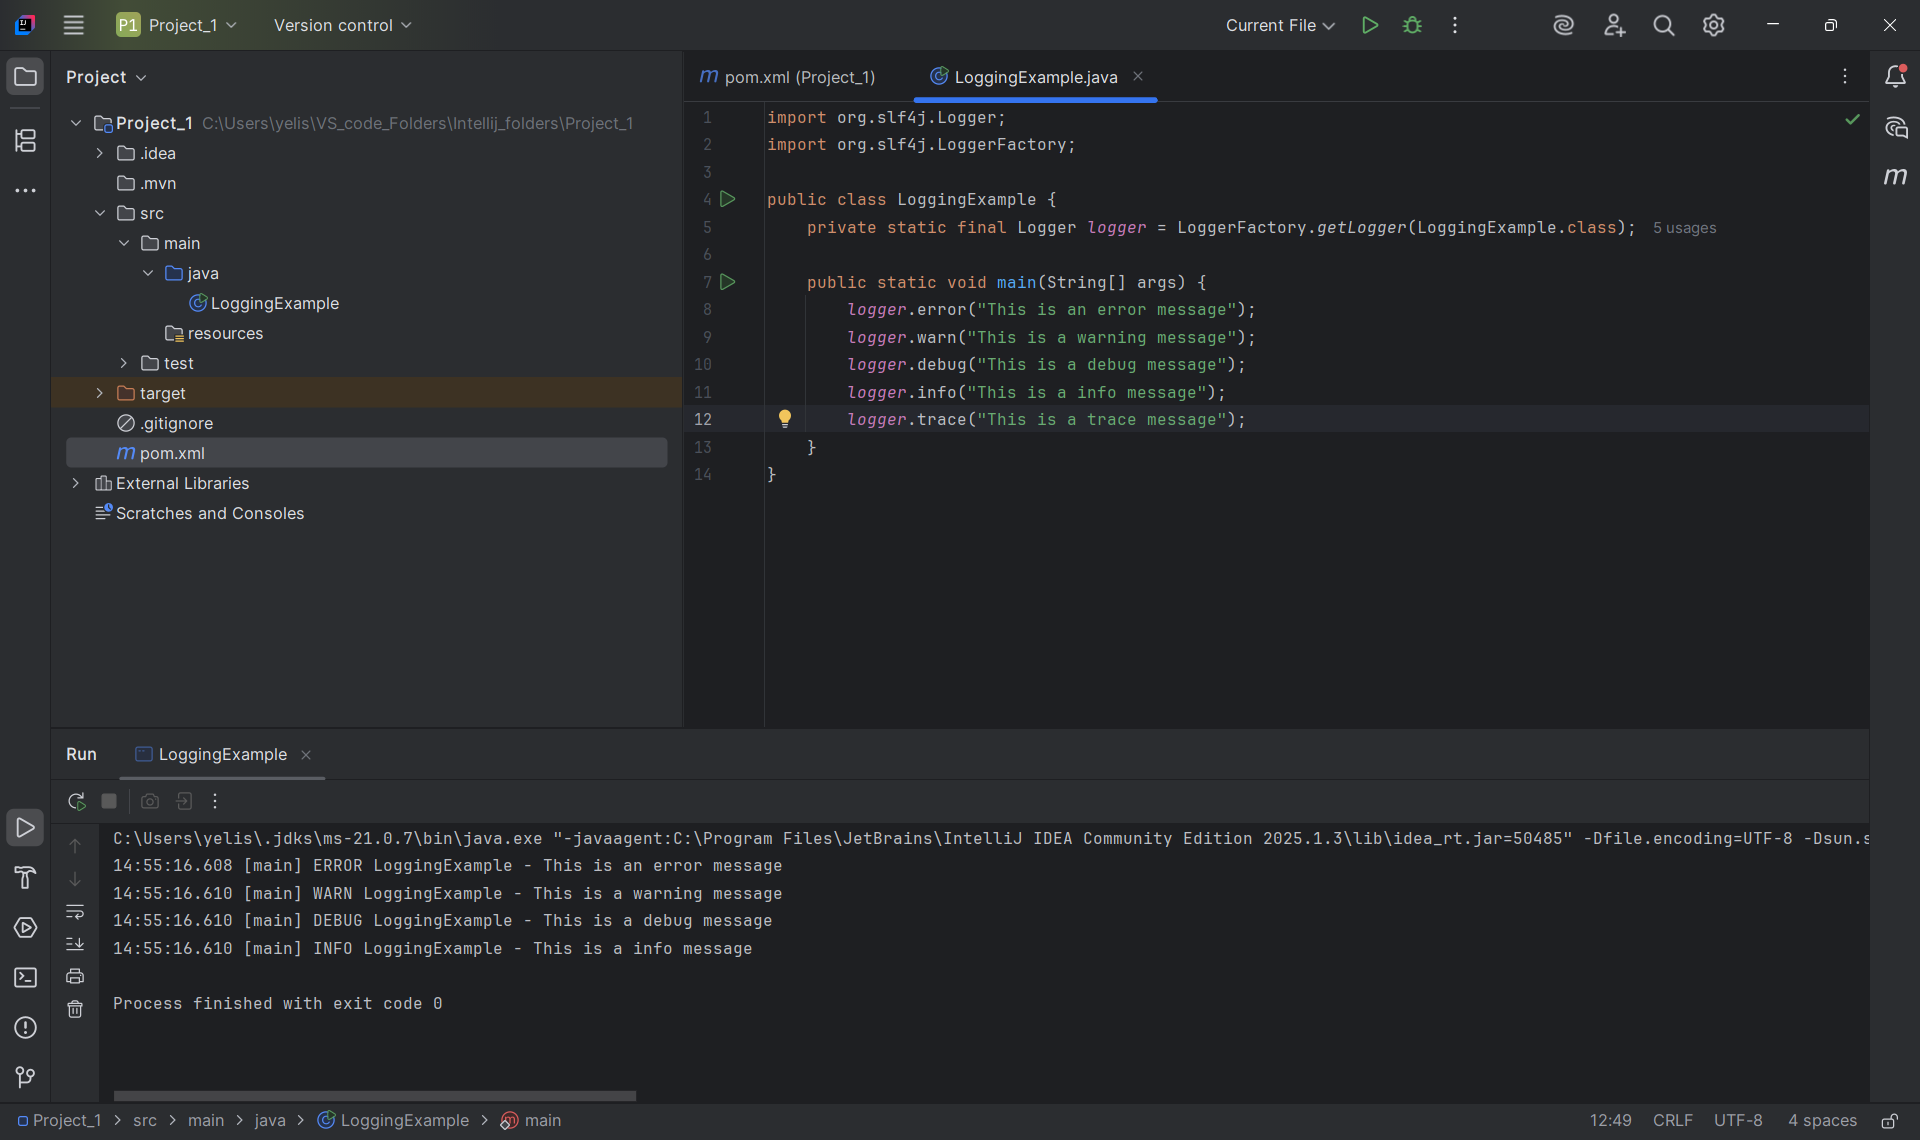 P1 Project_1 Version control Current File
Project
Project_1 C:\Users\yelis\VS_code_Folders\Intellij_folders\Project_1
.idea
.mvn
src
main
java
LoggingExample
resources
test
target
.gitignore
m pom.xml
External Libraries
Scratches and Consoles
m pom.xml (Project_1) LoggingExample.java
1 import org.slf4j.Logger;
2 import org.slf4j.LoggerFactory;
3
4 public class LoggingExample {
5 private static final Logger logger = LoggerFactory.getLogger(LoggingExample.class); 5 usages
6
7 public static void main(String[] args) {
8 logger.error("This is an error message");
9 logger.warn("This is a warning message");
10 logger.debug("This is a debug message");
11 logger.info("This is a info message");
12 logger.trace("This is a trace message");
13 }
14 }
m
Run LoggingExample
C:\Users\yelis\.jdks\ms-21.0.7\bin\java.exe "-javaagent:C:\Program Files\JetBrains\IntelliJ IDEA Community Edition 2025.1.3\lib\idea_rt.jar=50485" -Dfile.encoding=UTF-8 -Dsun.s
14:55:16.608 [main] ERROR LoggingExample - This is an error message
14:55:16.610 [main] WARN LoggingExample - This is a warning message
14:55:16.610 [main] DEBUG LoggingExample - This is a debug message
14:55:16.610 [main] INFO LoggingExample - This is a info message
Process finished with exit code 0
Project_1 > src > main > java > LoggingExample > m main 12:49 CRLF UTF-8 4 spaces